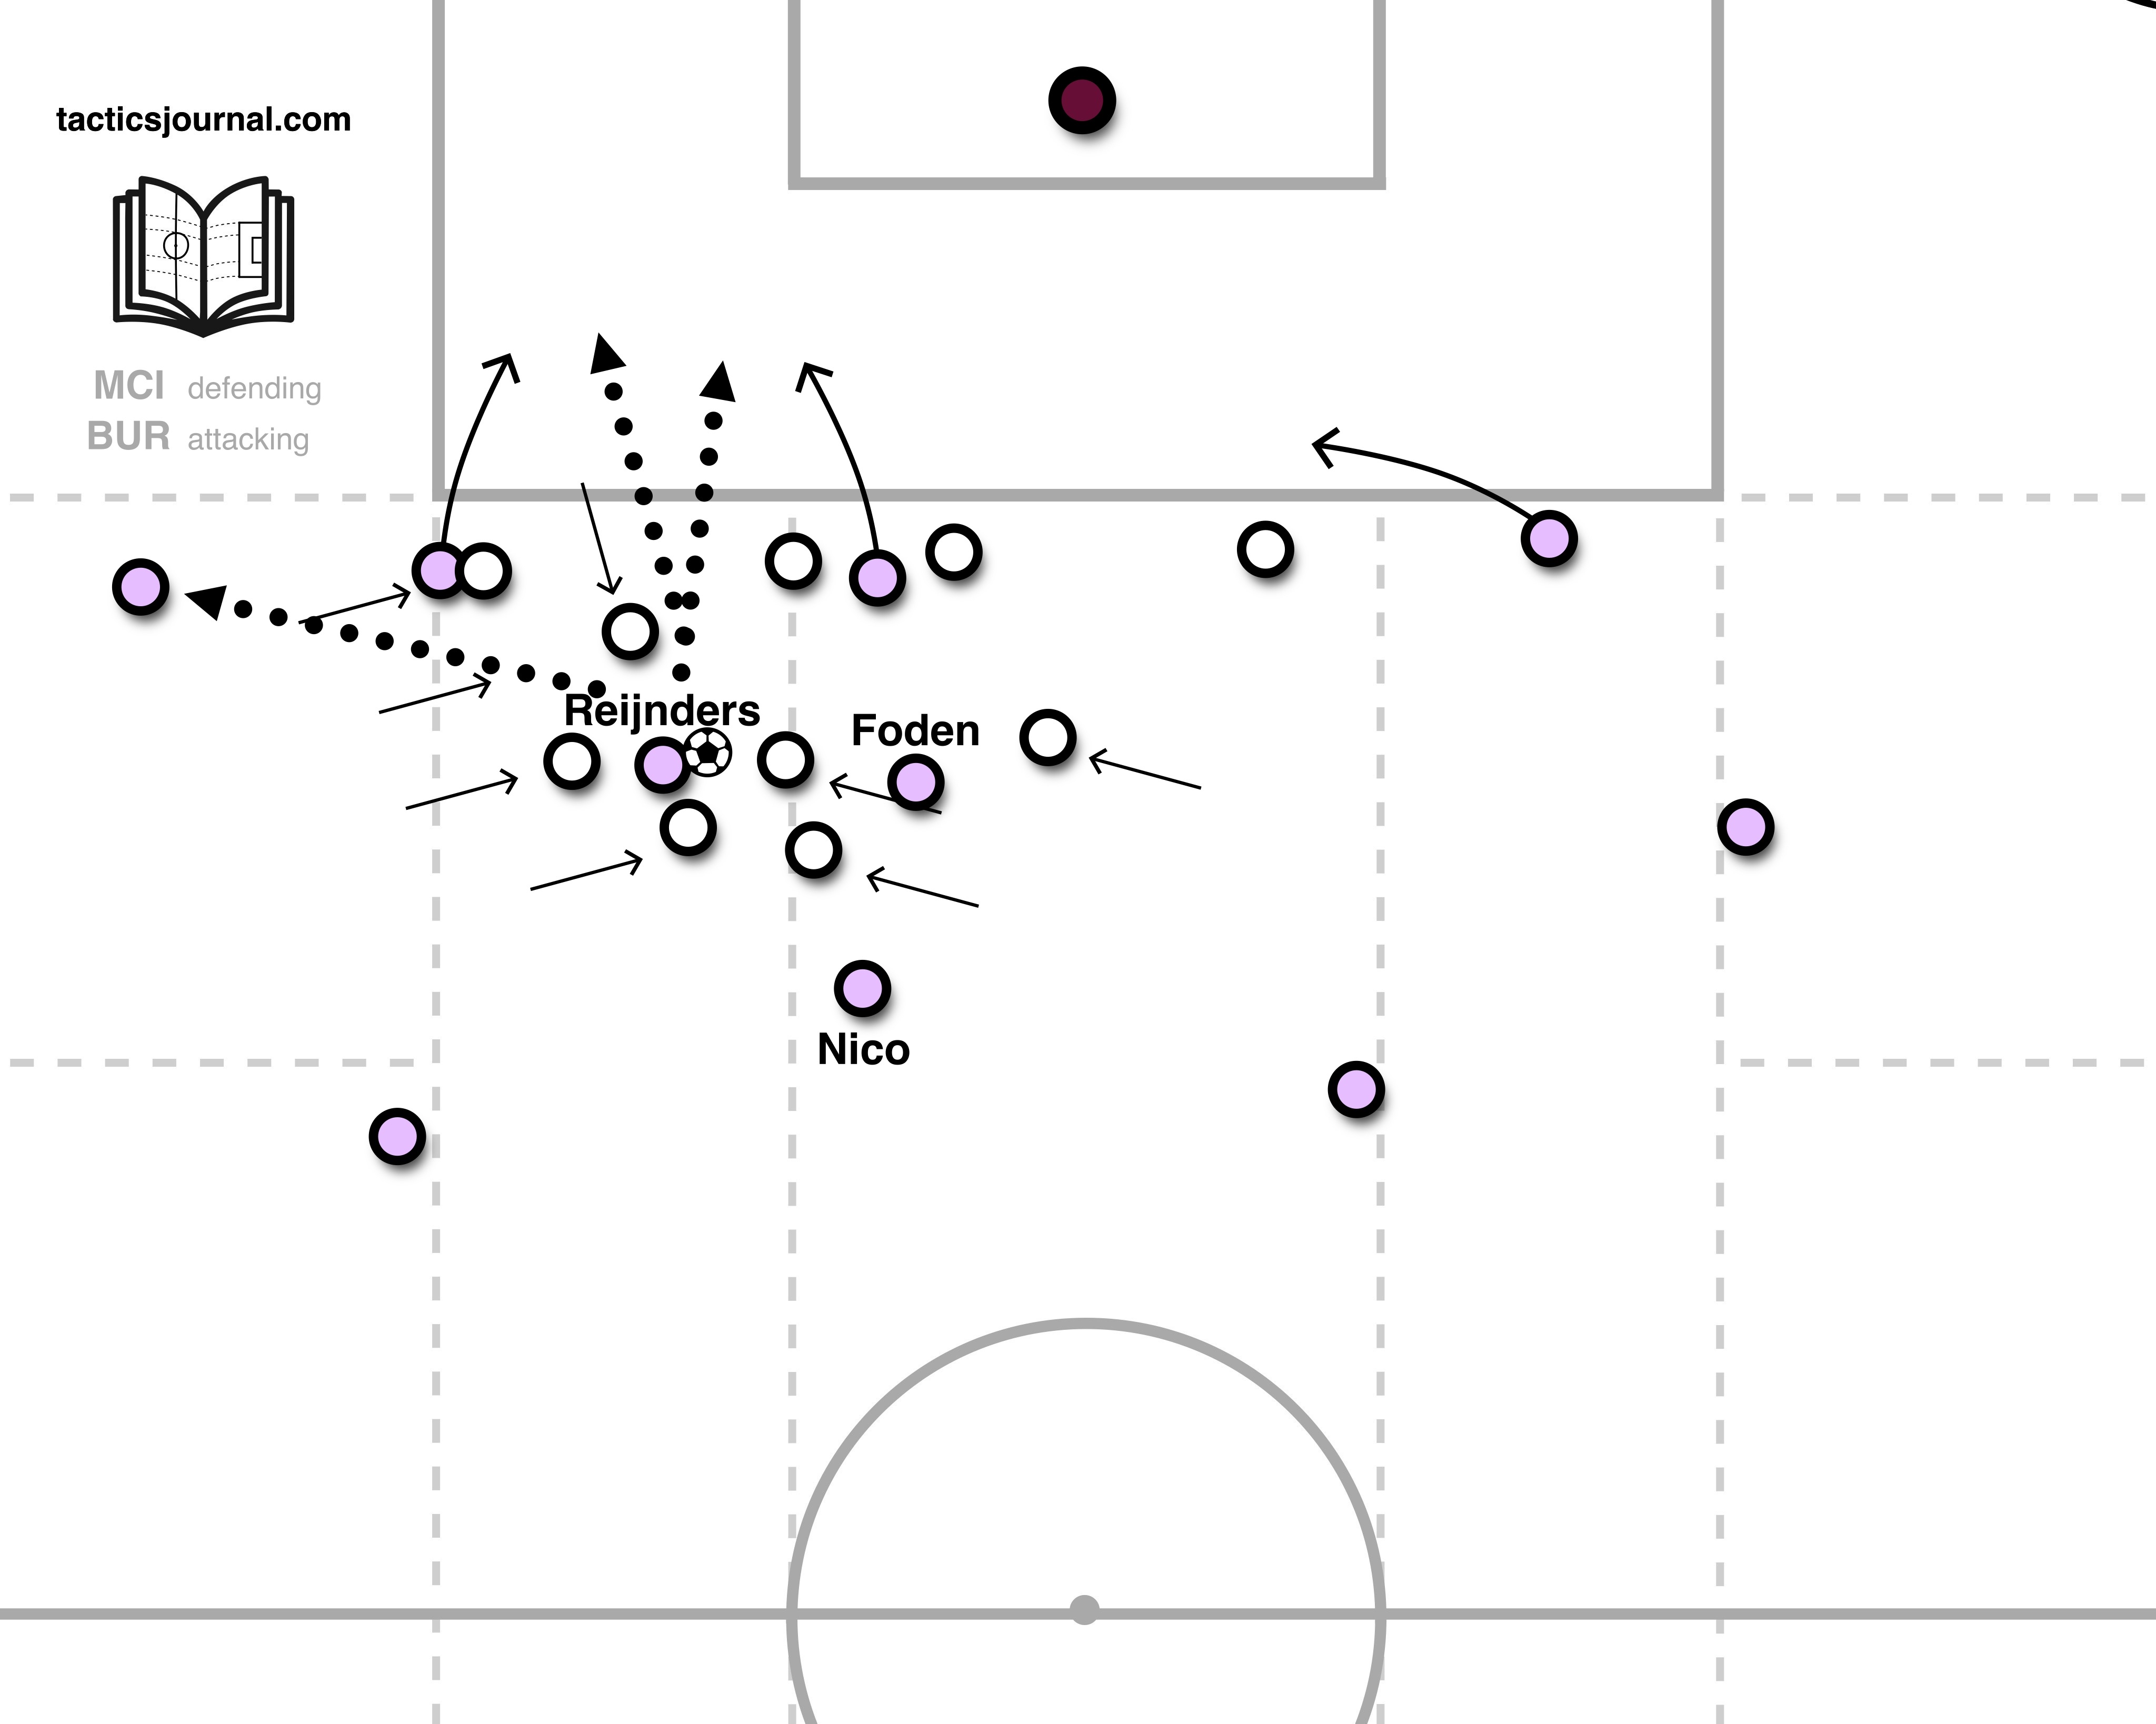 tacticsjournal.com
MCI defending
BUR attacking
Reijnders
Foden
Nico